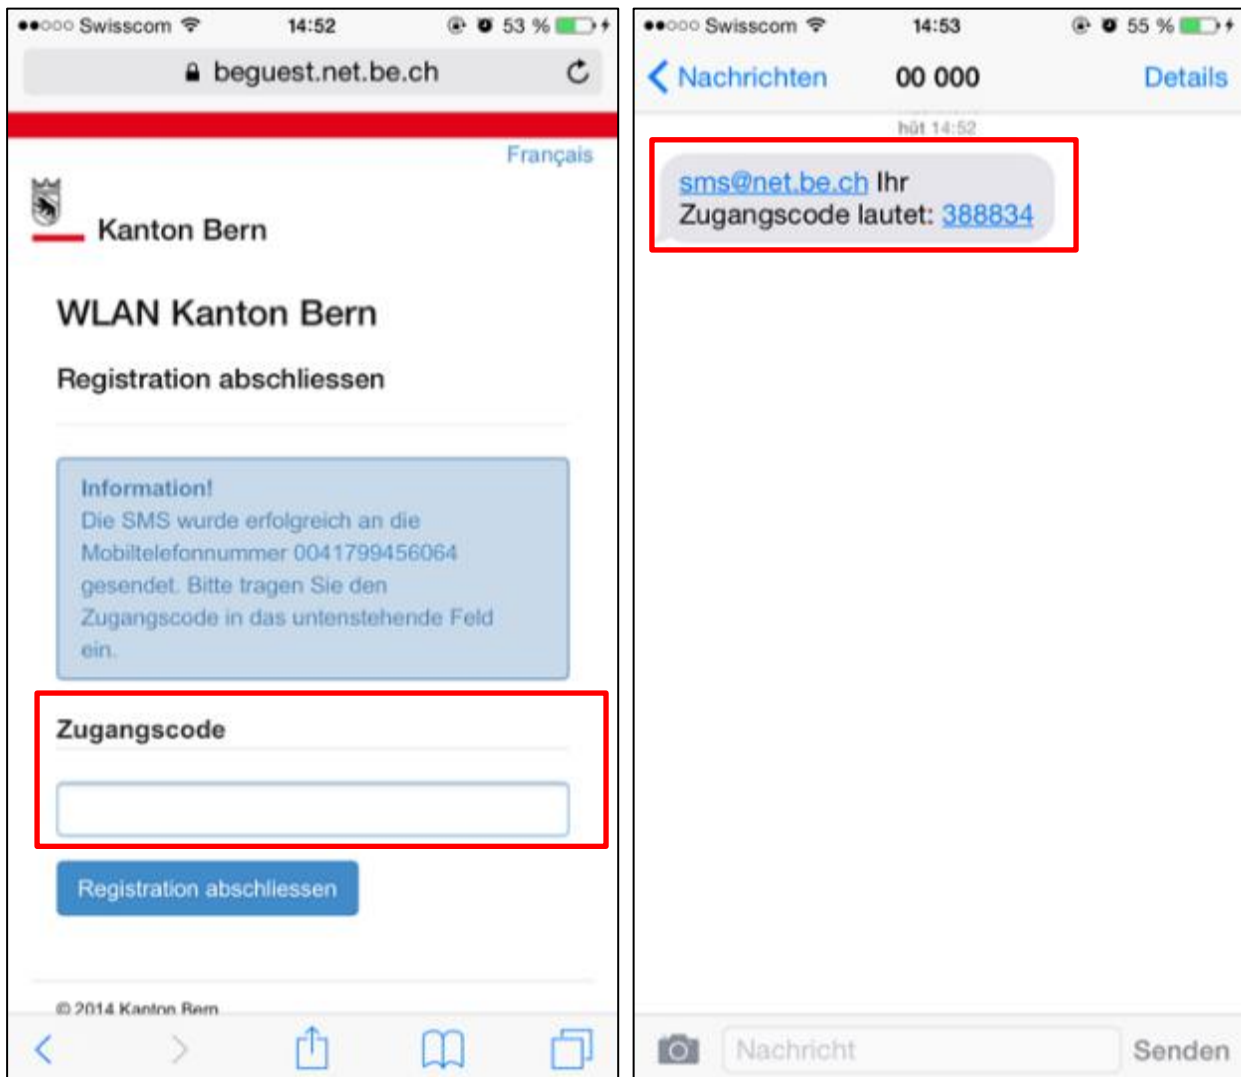 Swisscom 14:52 53 %
beguest.net.be.ch
Français
Kanton Bern
WLAN Kanton Bern
Registration abschliessen
Information!
Die SMS wurde erfolgreich an die
Mobiltelefonnummer 0041799456064
gesendet. Bitte tragen Sie den
Zugangscode in das untenstehende Feld
ein.
Zugangscode
Registration abschliessen
© 2014 Kanton Bern
Swisscom 14:53 55 %
Nachrichten 00 000 Details
hüt 14:52
sms@net.be.ch Ihr
Zugangscode lautet: 388834
Nachricht Senden